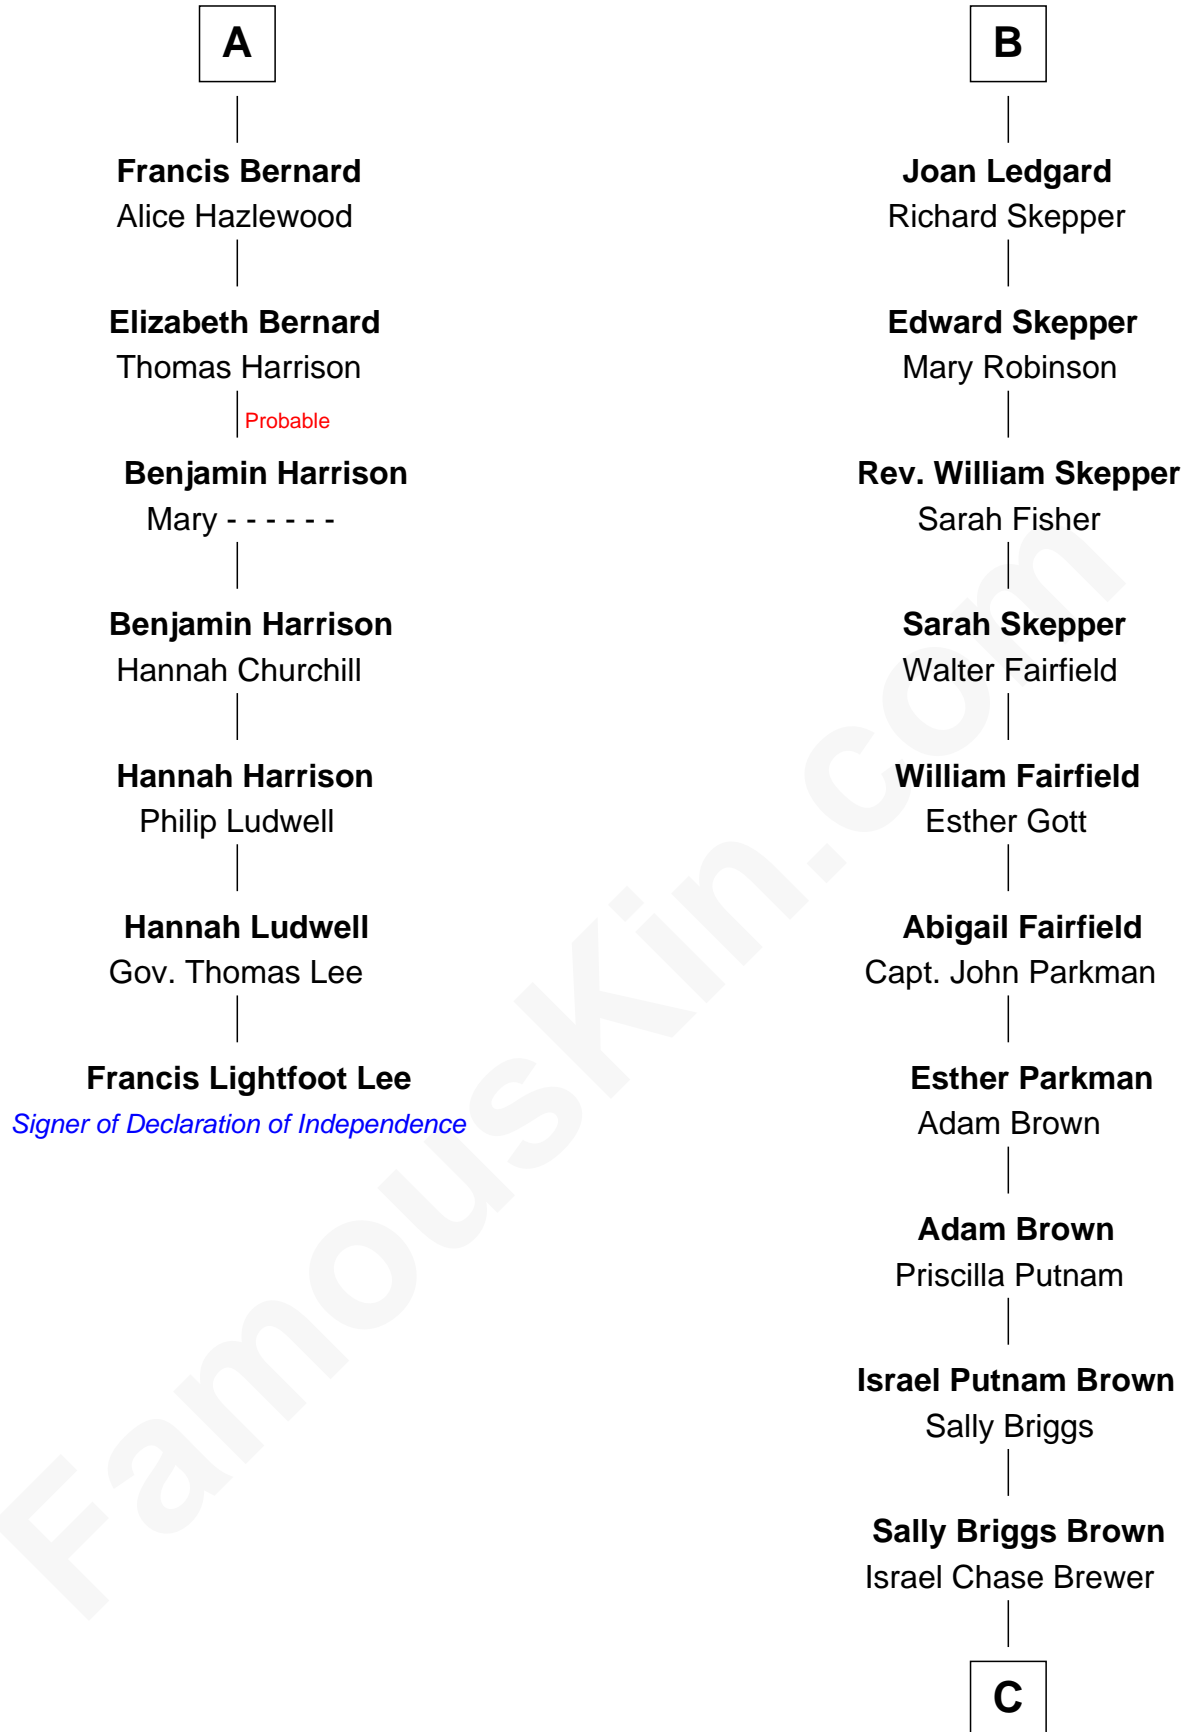 A
Francis Bernard
Alice Hazlewood
Elizabeth Bernard
Thomas Harrison
Probable
Benjamin Harrison
Mary - - - - - -
Benjamin Harrison
Hannah Churchill
Hannah Harrison
Philip Ludwell
Hannah Ludwell
Gov. Thomas Lee
Francis Lightfoot Lee
Signer of Declaration of Independence
B
Joan Ledgard
Richard Skepper
Edward Skepper
Mary Robinson
Rev. William Skepper
Sarah Fisher
Sarah Skepper
Walter Fairfield
William Fairfield
Esther Gott
Abigail Fairfield
Capt. John Parkman
Esther Parkman
Adam Brown
Adam Brown
Priscilla Putnam
Israel Putnam Brown
Sally Briggs
Sally Briggs Brown
Israel Chase Brewer
C
FamousKin.com